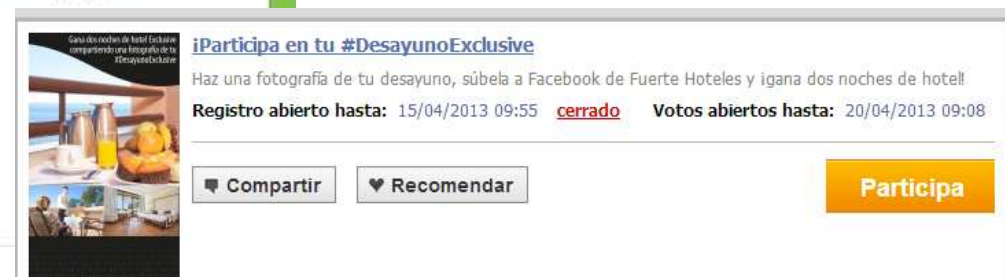 Gana dos noches de hotel Exclusive
compartiendo una fotografía de tu
#DesayunoExclusive
¡Participa en tu #DesayunoExclusive
Haz una fotografía de tu desayuno, súbela a Facebook de Fuerte Hoteles y ¡gana dos noches de hotel!
Registro abierto hasta: 15/04/2013 09:55 cerrado Votos abiertos hasta: 20/04/2013 09:08
Compartir Recomendar Participa